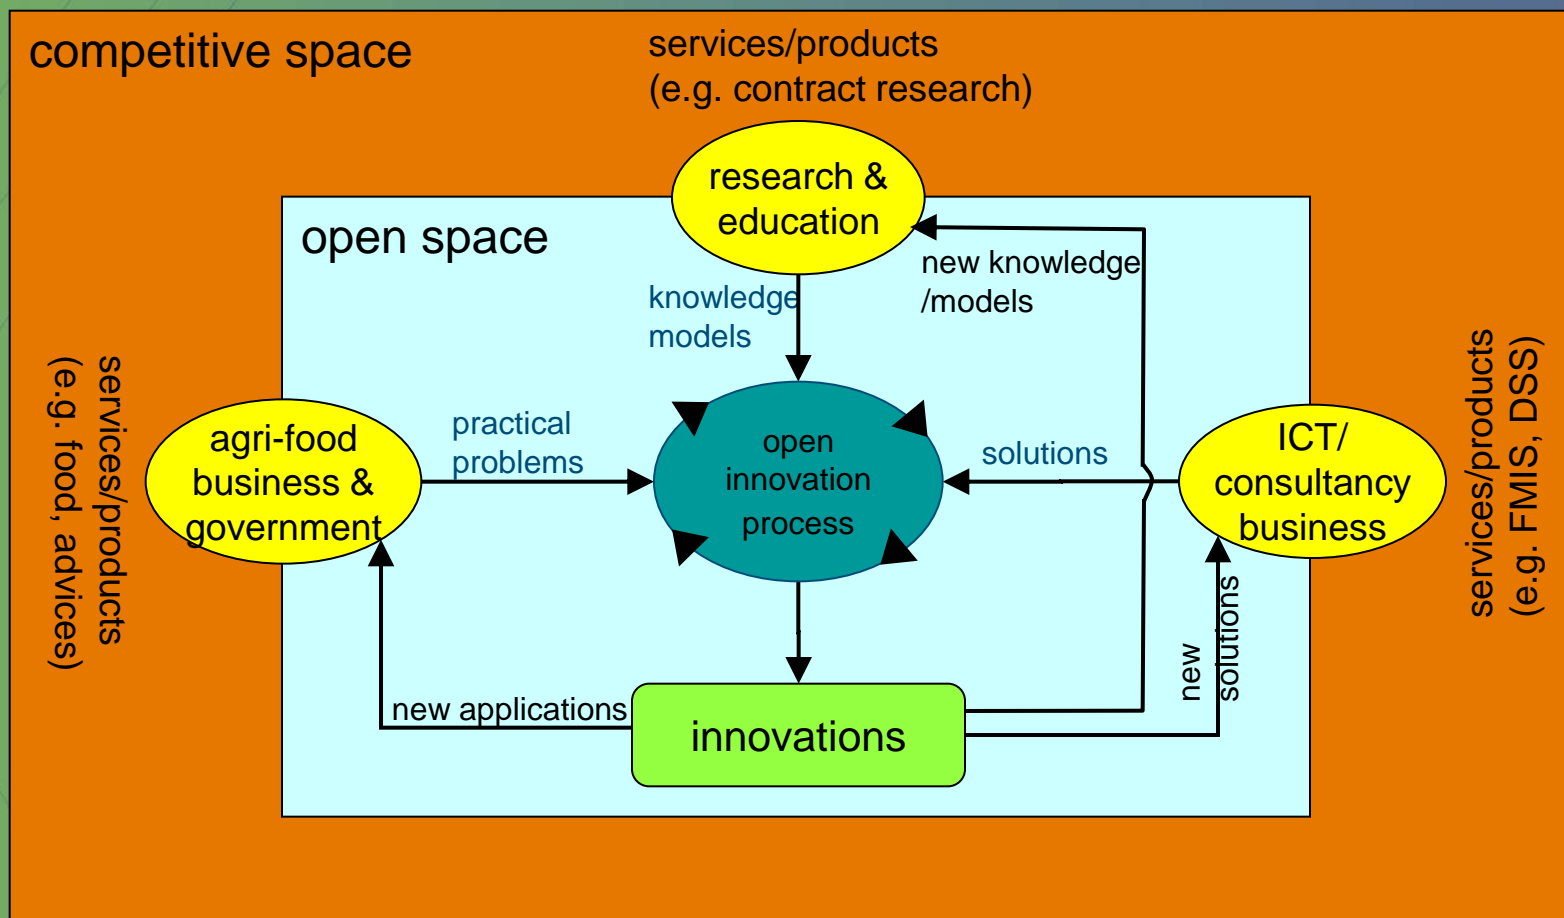 competitive space
services/products
(e.g. contract research)
research &
education
open space
new knowledge
/models
knowledge
models
services/products
(e.g. food, advices)
agri-food
business &
government
practical
problems
open
innovation
process
solutions
ICT/
consultancy
business
services/products
(e.g. FMIS, DSS)
new applications
innovations
new
solutions